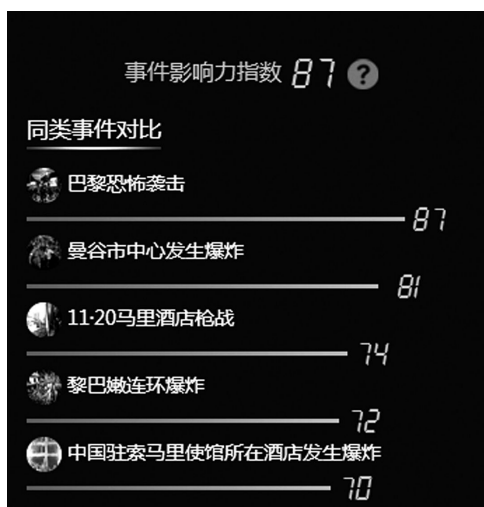 事件影响力指数 87 ?
同类事件对比
巴黎恐怖袭击
87
曼谷市中心发生爆炸
81
11·20马里酒店枪战
74
黎巴嫩连环爆炸
72
中国驻索马里使馆所在酒店发生爆炸
70